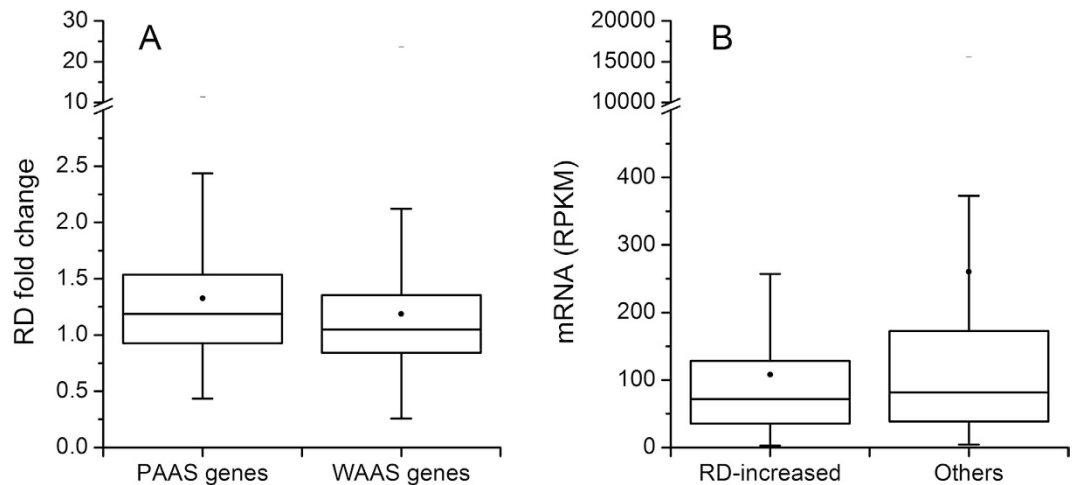 A
30
20
10
2.5
2.0
1.5
1.0
0.5
0.0
RD fold change
PAAS genes
WAAS genes
B
20000
15000
10000
400
300
200
100
0
mRNA (RPKM)
RD-increased
Others